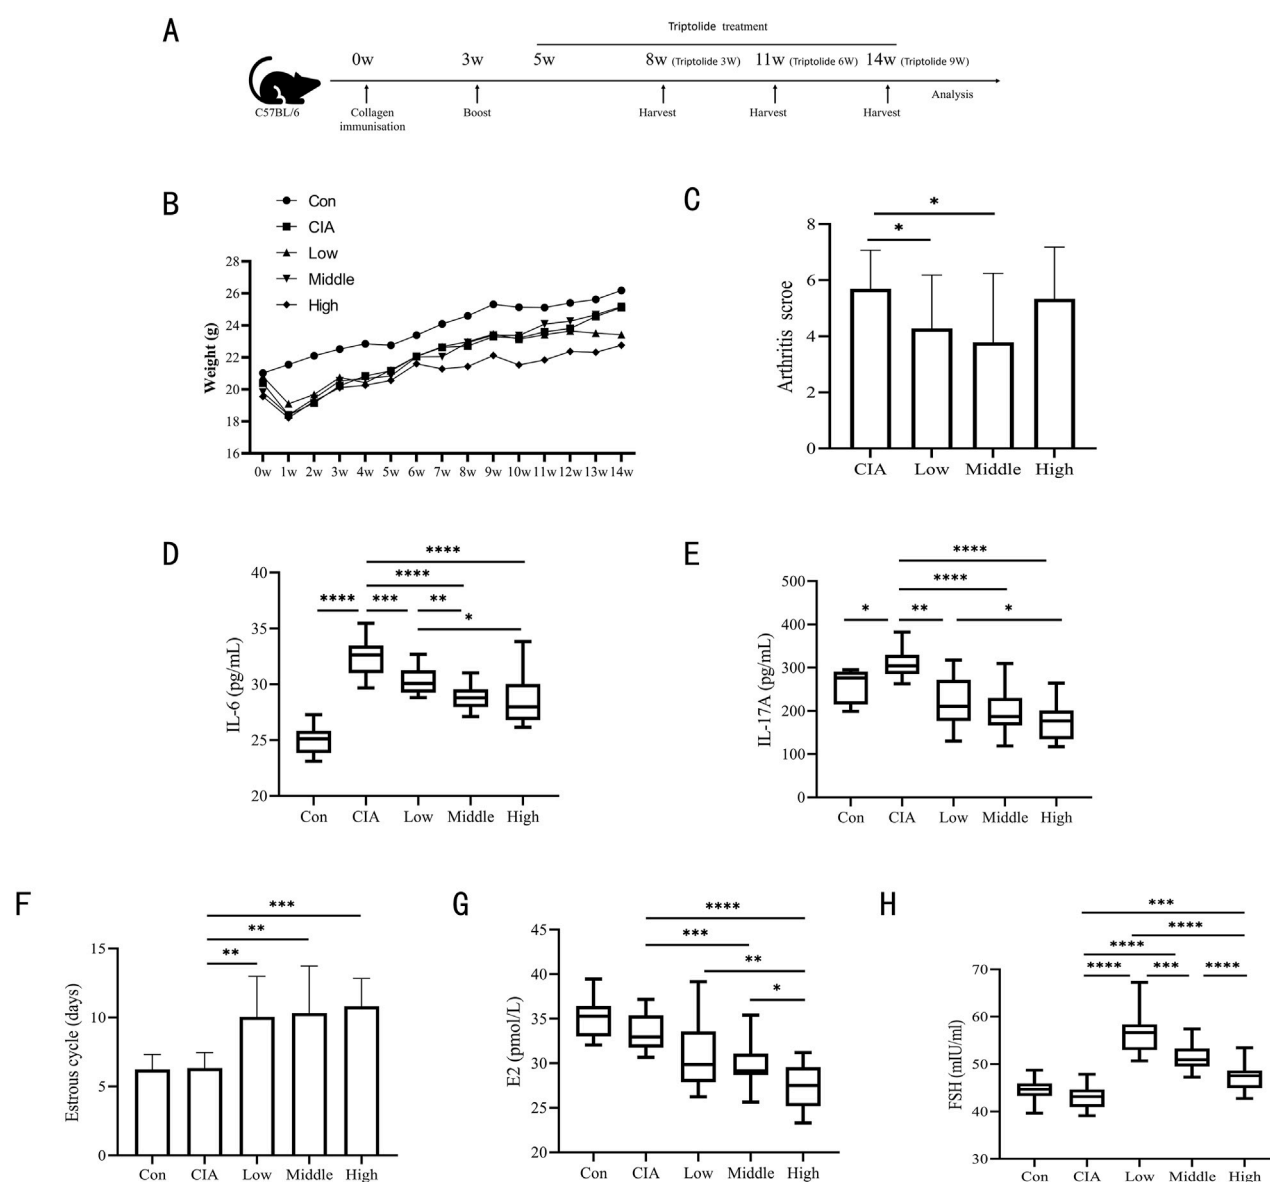 A
Triptolide treatment
0w 3w 5w 8w (Triptolide 3W) 11w (Triptolide 6W) 14w (Triptolide 9W)
C57BL/6 Collagen immunisation Boost Harvest Harvest Harvest Analysis
B
Con
CIA
Low
Middle
High
Weight (g)
28
26
24
22
20
18
16
0w 1w 2w 3w 4w 5w 6w 7w 8w 9w 10w 11w 12w 13w 14w
C
Arthritis scroe
*
*
8
6
4
2
0
CIA Low Middle High
D
IL-6 (pg/mL)
****
****
**** *** **
*
40
35
30
25
20
Con CIA Low Middle High
E
IL-17A (pg/mL)
****
****
* ** *
500
400
300
200
100
0
Con CIA Low Middle High
F
Estrous cycle (days)
***
**
**
15
10
5
0
Con CIA Low Middle High
G
E2 (pmol/L)
****
***
**
*
45
40
35
30
25
20
Con CIA Low Middle High
H
FSH (mIU/ml)
***
****
****
**** *** ****
70
60
50
40
30
Con CIA Low Middle High